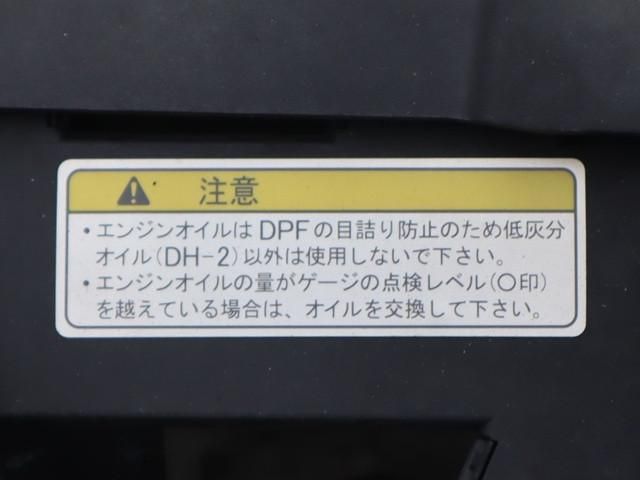 注意
・エンジンオイルは DPFの目詰り防止のため低灰分
オイル(DH-2)以外は使用しないで下さい。
・エンジンオイルの量がゲージの点検レベル(〇印)
を越えている場合は、オイルを交換して下さい。